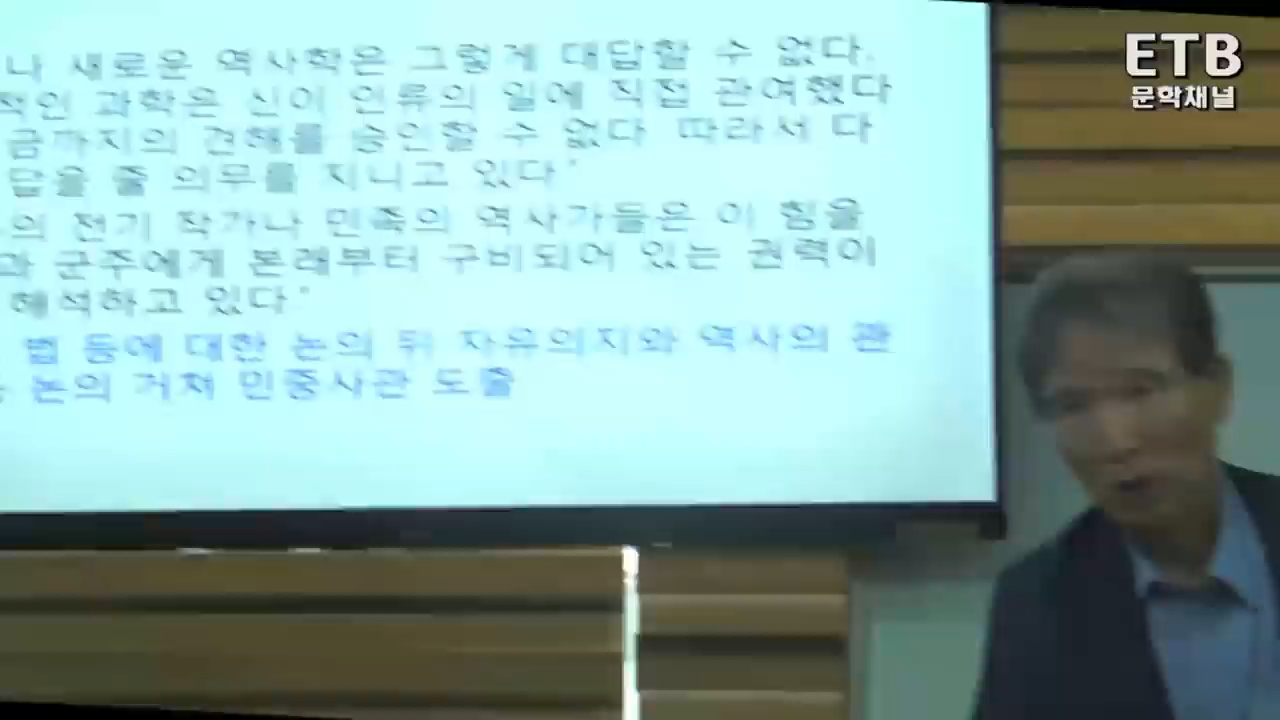 나 새로운 역사학은 그렇게 대답할 수 없다.
적인 과학은 신이 인류의 일에 직접 관여했다
금까지의 견해를 승인할 수 없다 따라서 다
답을 줄 의무를 지니고 있다'
의 전기 작가나 민족의 역사가들은 이 힘을
과 군주에게 본래부터 구비되어 있는 권력이
해석하고 있다'
법 등에 대한 논의 뒤 자유의지와 역사의 관
논의 거쳐 민중사관 도출
ETB
문학채널